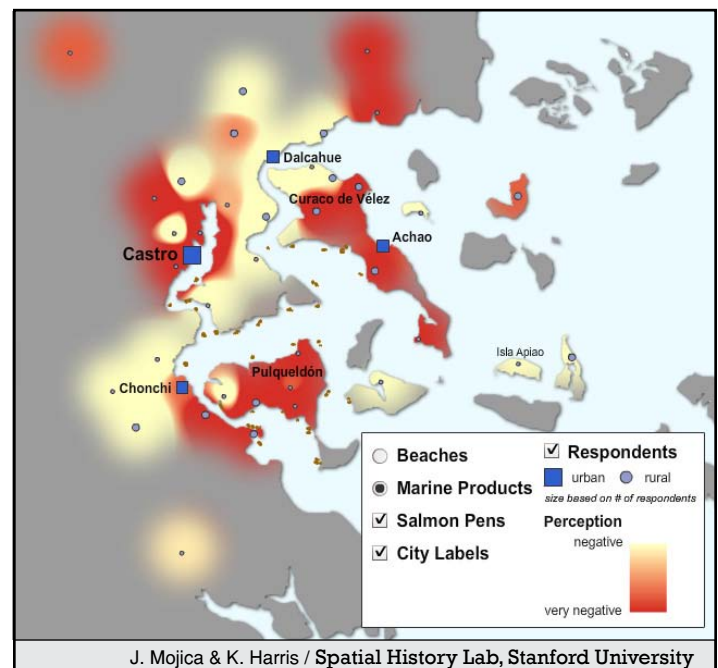 Dalcahue
Curaco de Vélez
Achao
Castro
Isla Apiao
Pulqueldón
Chonchi
Beaches
Marine Products
Salmon Pens
City Labels
Respondents
urban rural
size based on # of respondents
Perception
negative
very negative
J. Mojica & K. Harris / Spatial History Lab, Stanford University